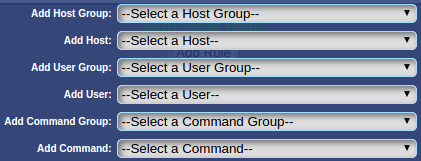 Add Host Group: --Select a Host Group--
Add Host: --Select a Host--
Add Rule
Add User Group: --Select a User Group--
Add User: --Select a User--
Add Command Group: --Select a Command Group--
Add Command: --Select a Command--